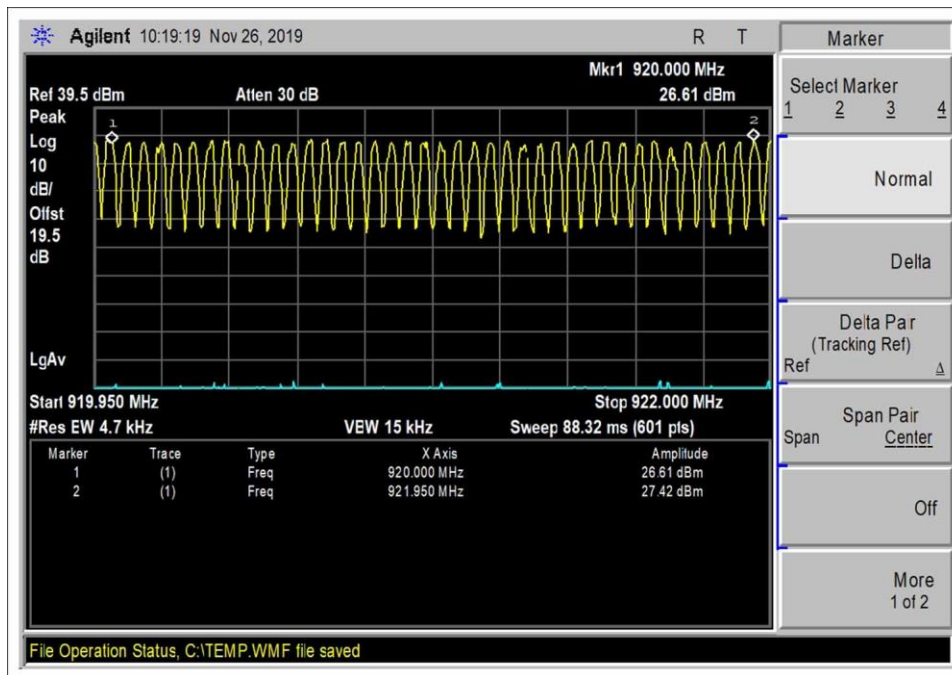 Agilent 10:19:19 Nov 26, 2019 R T
Mkr1 920.000 MHz
Ref 39.5 dBm Atten 30 dB 26.61 dBm
Peak
Log
10
dB/
Offst
19.5
dB
LgAv
1
2
Start 919.950 MHz Stop 922.000 MHz
#Res EW 4.7 kHz VEW 15 kHz Sweep 88.32 ms (601 pts)
Marker Trace Type X Axis Amplitude
1 (1) Freq 920.000 MHz 26.61 dBm
2 (1) Freq 921.950 MHz 27.42 dBm
File Operation Status, C:\TEMP.WMF file saved
Marker
Select Marker
1 2 3 4
Normal
Delta
Delta Pair
(Tracking Ref)
Ref Δ
Span Pair
Span Center
Off
More
1 of 2